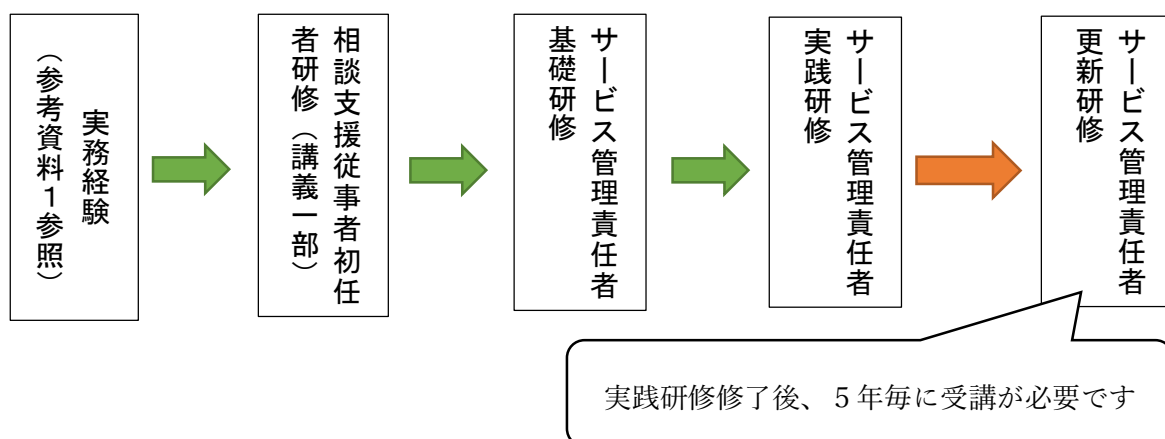 実務経験
（参考資料１参照）
相談支援従事者初任
者研修（講義一部）
サービス管理責任者
基礎研修
サービス管理責任者
実践研修
サービス管理責任者
更新研修
実践研修修了後、５年毎に受講が必要です